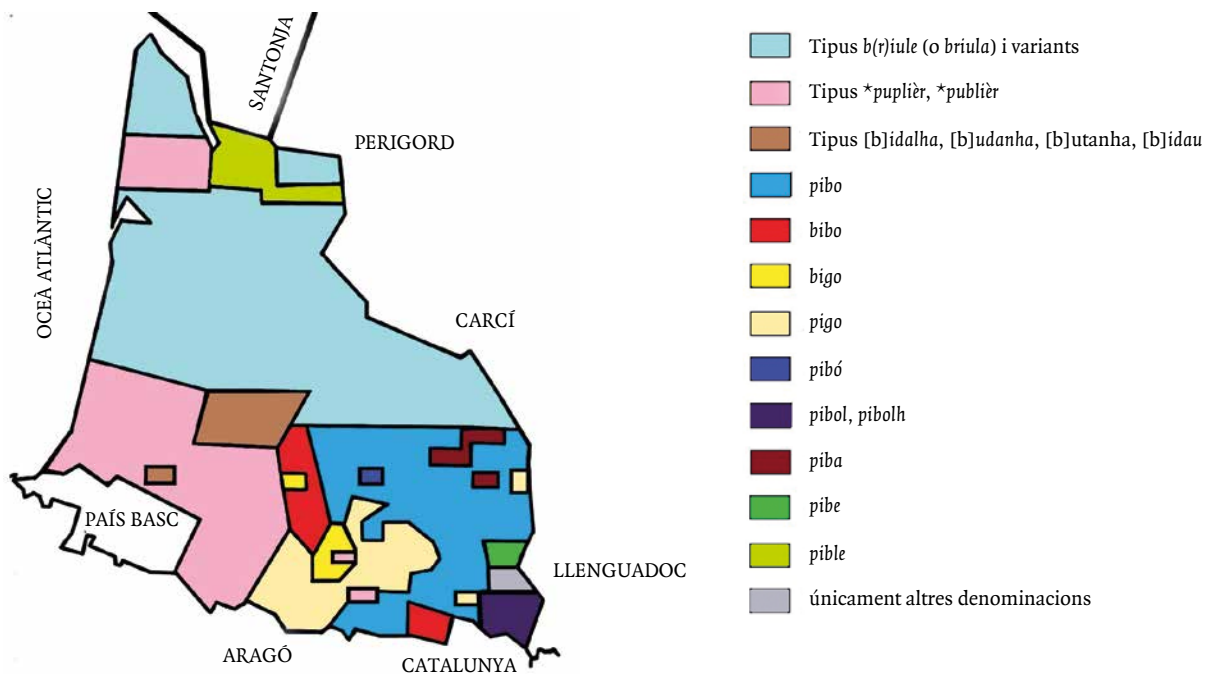 SANTONJA
PERIGORD
OCEÀ ATLÀNTIC
CARCÍ
PAÍS BASC
LLENGUADOC
ARAGÓ
CATALUNYA
Tipus b(r)iule (o briula) i variants
Tipus *puplièr, *publièr
Tipus [b]idalha, [b]udanha, [b]utanha, [b]idau
pibo
bibo
bigo
pigo
pibó
pibol, pibolh
piba
pibe
pible
únicament altres denominacions